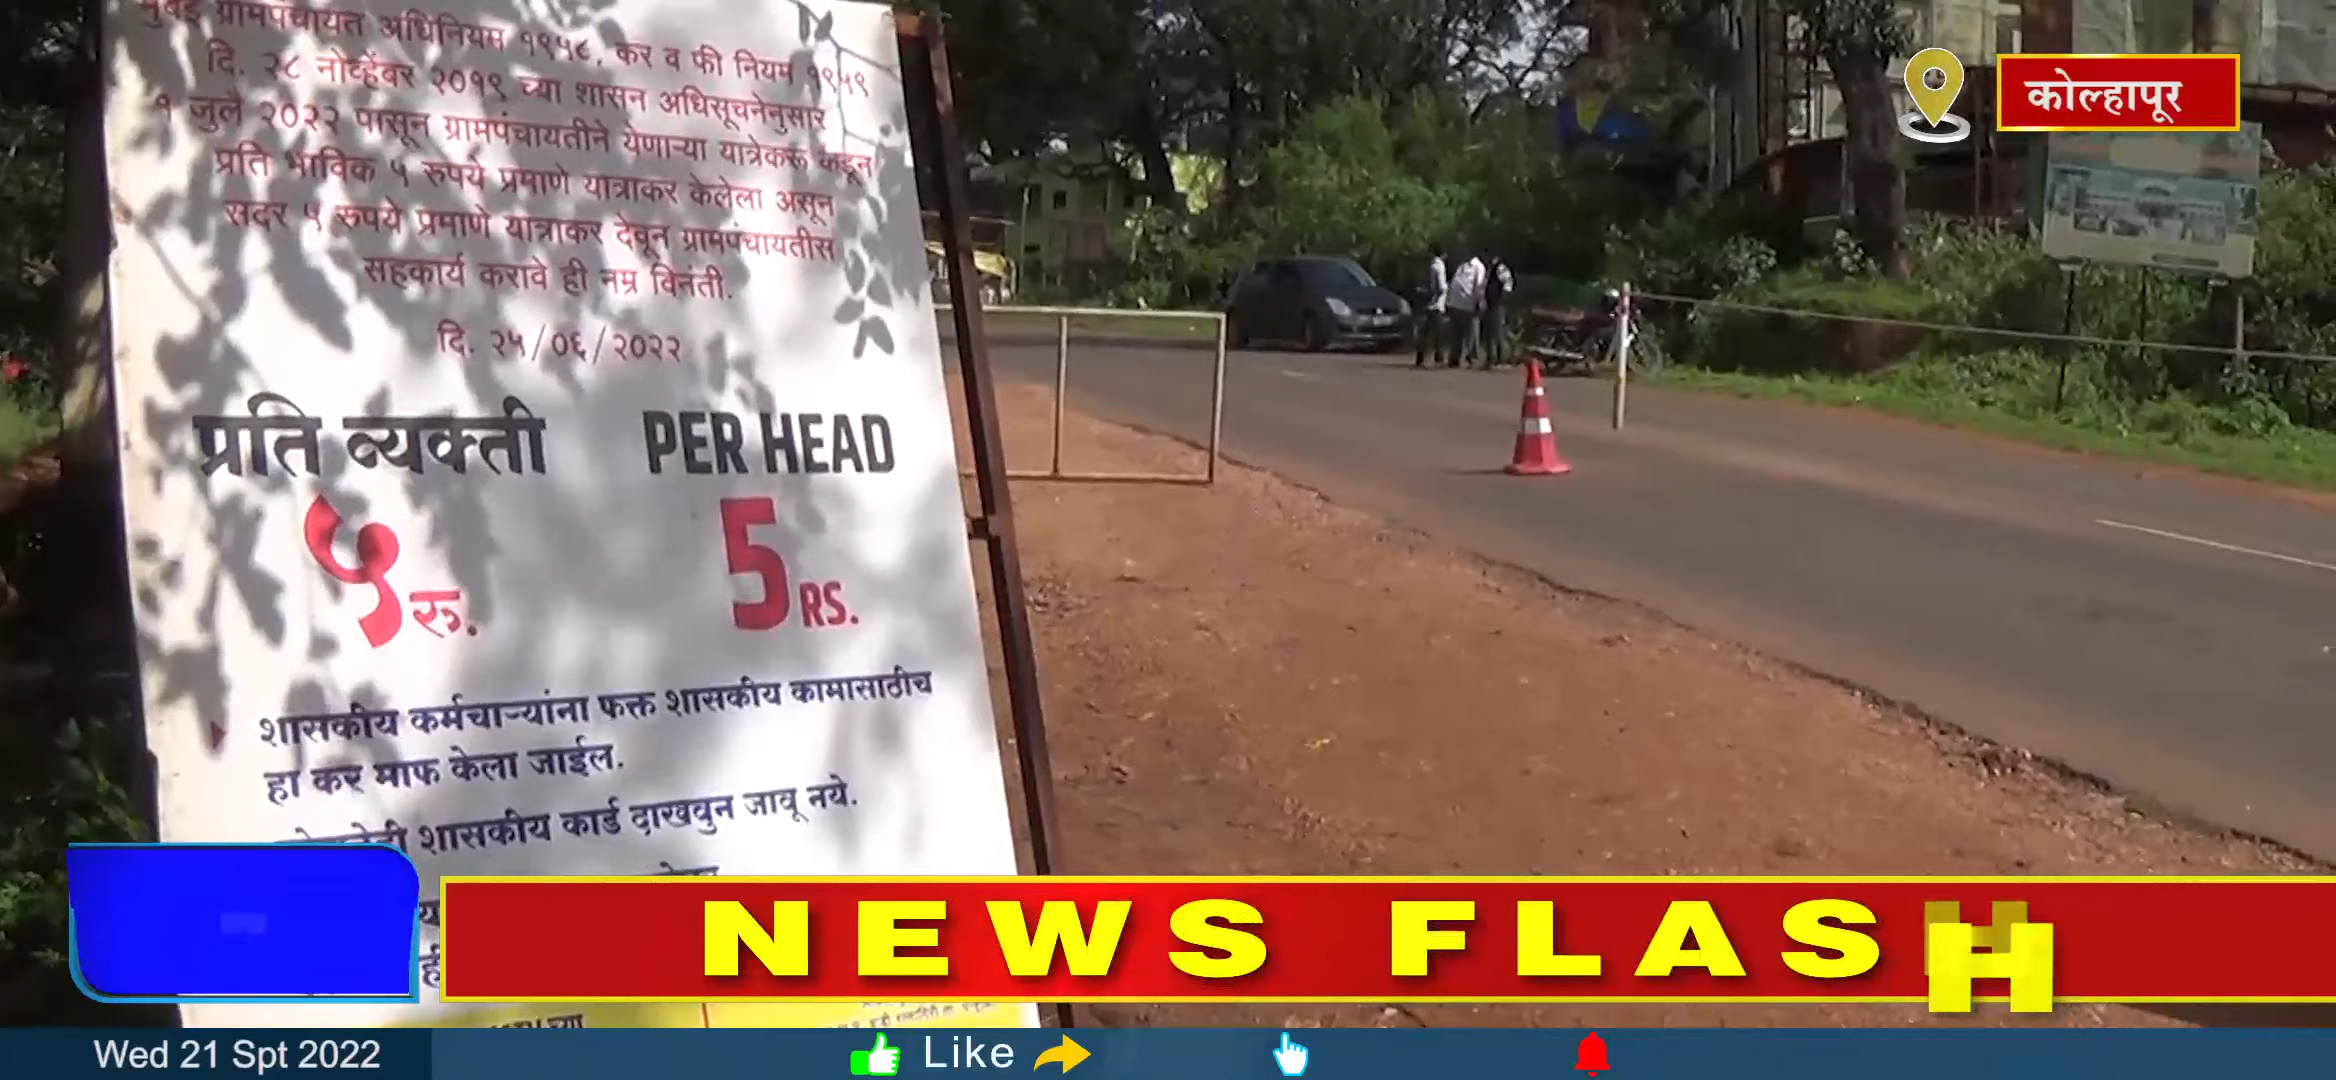 मुंबई ग्रामपंचायत अधिनियम १९५८, कर व फी नियम १९५९
दि. २८ नोव्हेंबर २०१९ च्या शासन अधिसूचनेनुसार
१ जुलै २०२२ पासून ग्रामपंचायतीने येणाऱ्या यात्रेकरू कडून
प्रति भाविक ५ रुपये प्रमाणे यात्राकर केलेला असून
सदर ५ रुपये प्रमाणे यात्राकर देवून ग्रामपंचायतीस
सहकार्य करावे ही नम्र विनंती.
दि. २५/०६/२०२२
प्रति व्यक्ती PER HEAD
५ रु. 5 RS.
शासकीय कर्मचाऱ्यांना फक्त शासकीय कामासाठीच
हा कर माफ केला जाईल.
शासकीय कार्ड दाखवुन जावू नये.
कोल्हापूर
NEWS FLASH
Wed 21 Spt 2022
Like